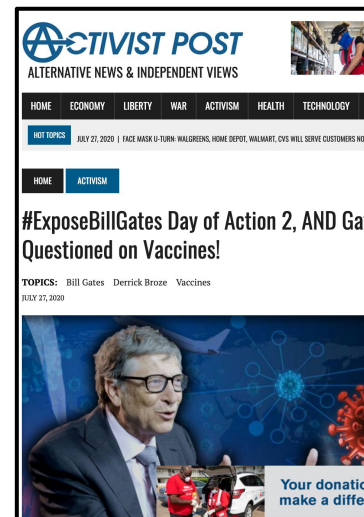 ACTIVIST POST
ALTERNATIVE NEWS & INDEPENDENT VIEWS
HOME ECONOMY LIBERTY WAR ACTIVISM HEALTH TECHNOLOGY
HOT TOPICS JULY 27, 2020 | FACE MASK U-TURN: WALGREENS, HOME DEPOT, WALMART, CVS WILL SERVE CUSTOMERS NO
HOME ACTIVISM
#ExposeBillGates Day of Action 2, AND Ga
Questioned on Vaccines!
TOPICS: Bill Gates Derrick Broze Vaccines
JULY 27, 2020
Your donatio
make a diffe